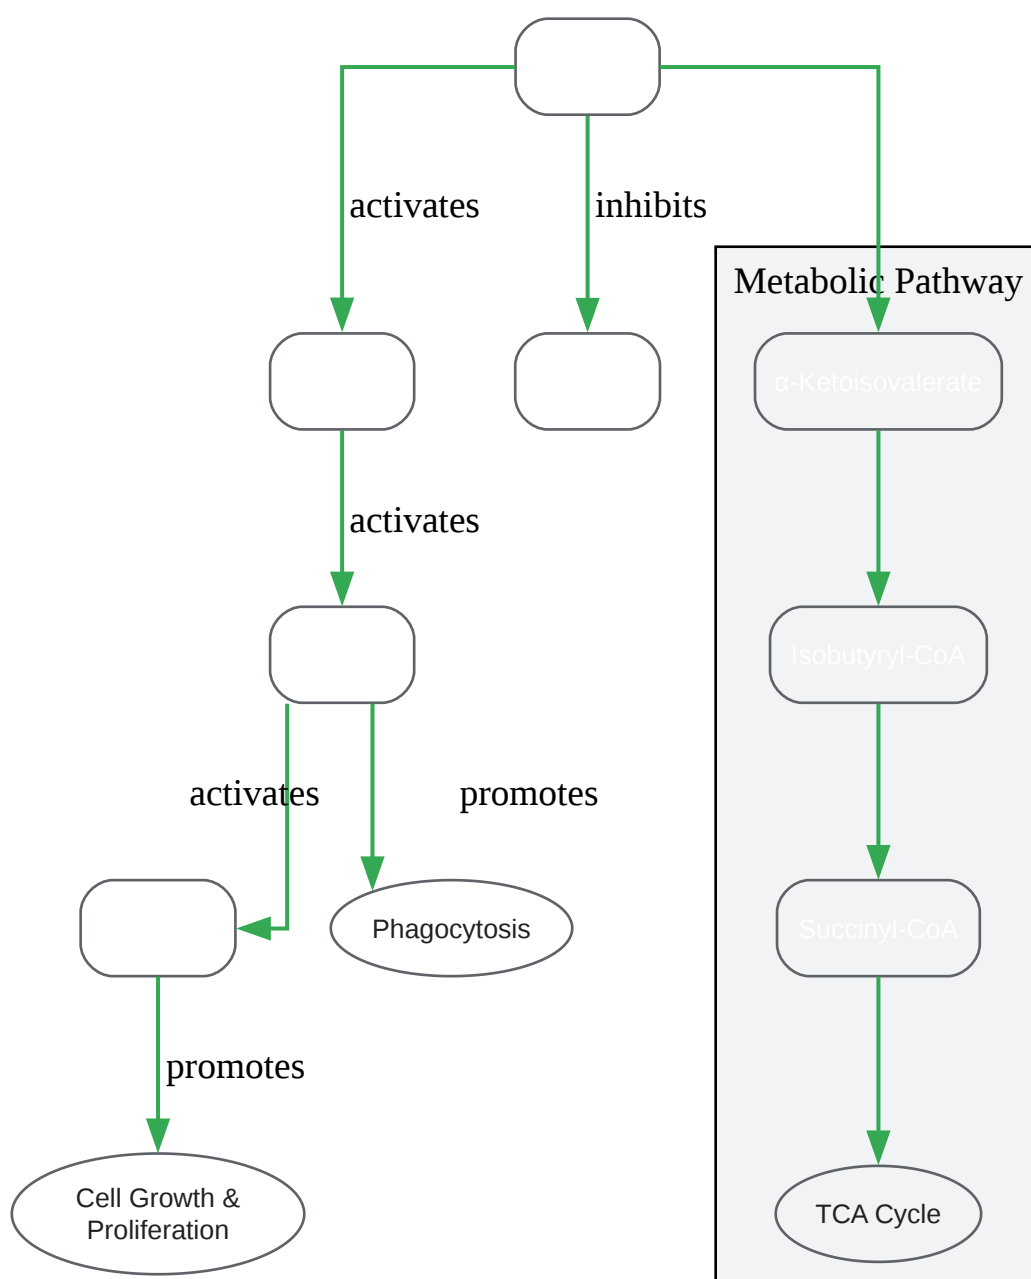 activates
inhibits
Metabolic Pathway
α-Ketoisovalerate
activates
Isobutyryl-CoA
activates
promotes
Phagocytosis
Succinyl-CoA
promotes
Cell Growth &
Proliferation
TCA Cycle